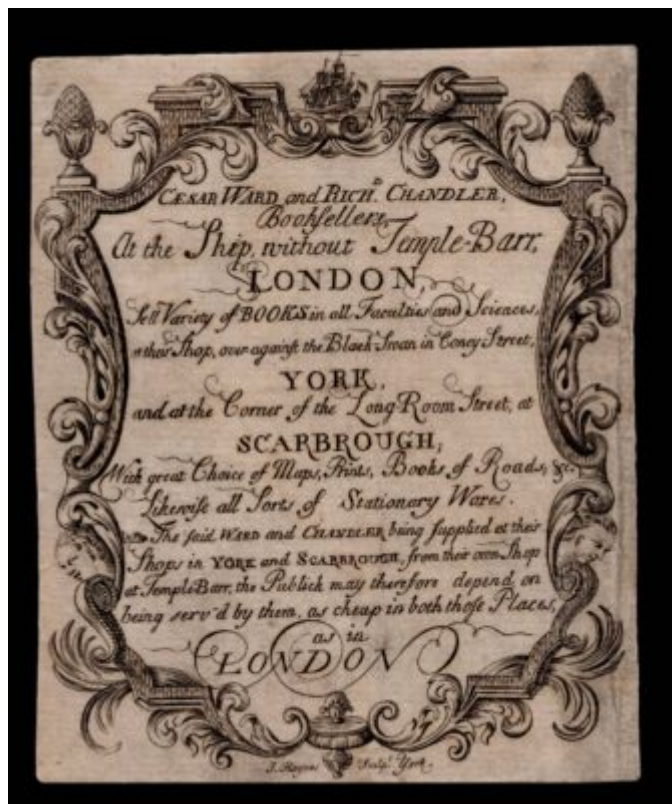 CÆSAR WARD and RICHᴰ. CHANDLER,
Bookſellers,
At the Ship, without Temple-Barr,
LONDON,
Sell Variety of BOOKS in all Faculties and Sciences,
at their Shop, over againſt the Black-Swan in Coney Street,
YORK,
and at the Corner of the Long-Room Street, at
SCARBROUGH;
With great Choice of Maps, Prints, Books of Roads, &c.
Likewiſe all Sorts of Stationary Wares.
The ſaid WARD and CHANDLER being ſupplied at their
Shops in YORK and SCARBROUGH, from their own Shop
at Temple-Barr, the Publick may therefore depend on
being serv'd by them, as cheap in both thoſe Places,
as in
LONDON
J. Haynes Sculpᵗ. York.